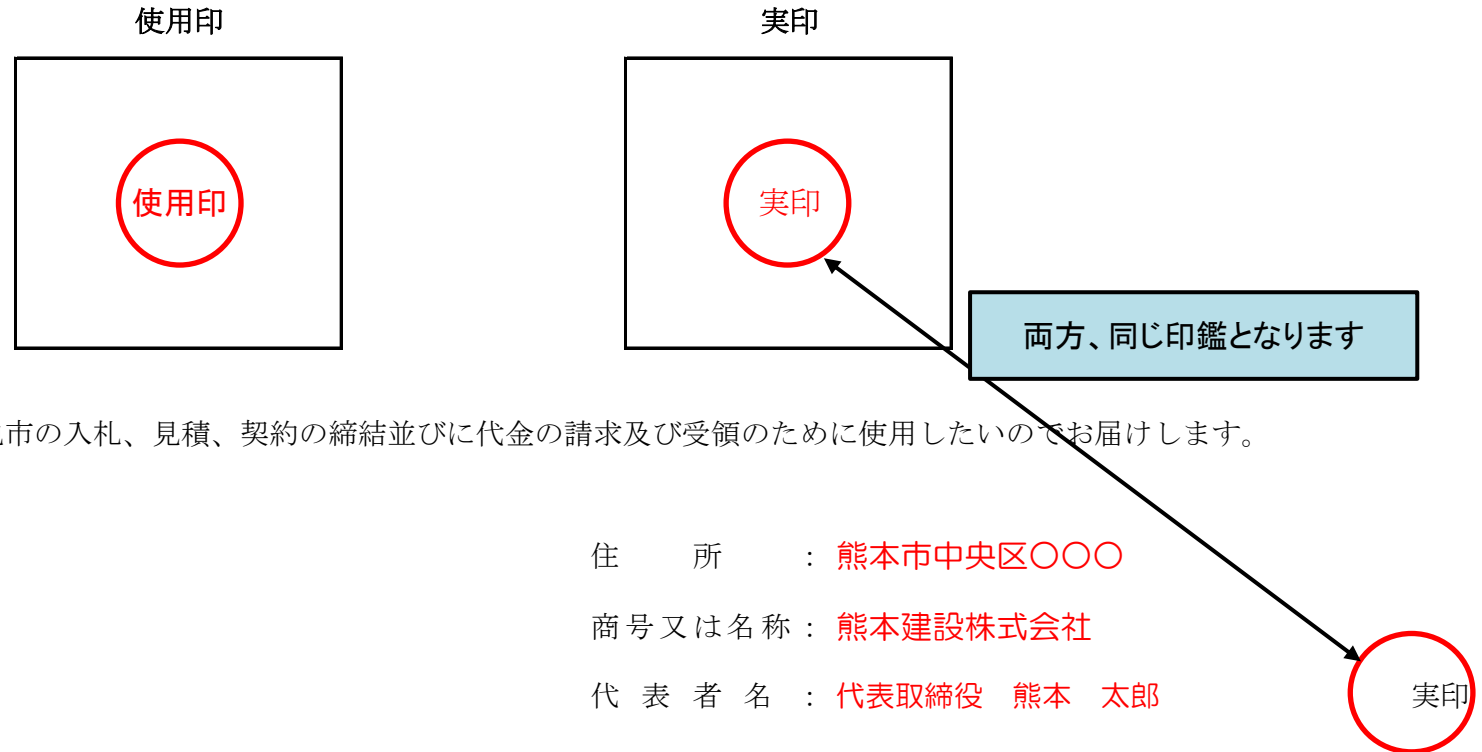 使用印　実印
使用印　実印
両方、同じ印鑑となります
市の入札、見積、契約の締結並びに代金の請求及び受領のために使用したいのでお届けします。
住　所　：熊本市中央区〇〇〇
商号又は名称：熊本建設株式会社
代表者名：代表取締役　熊本　太郎　実印